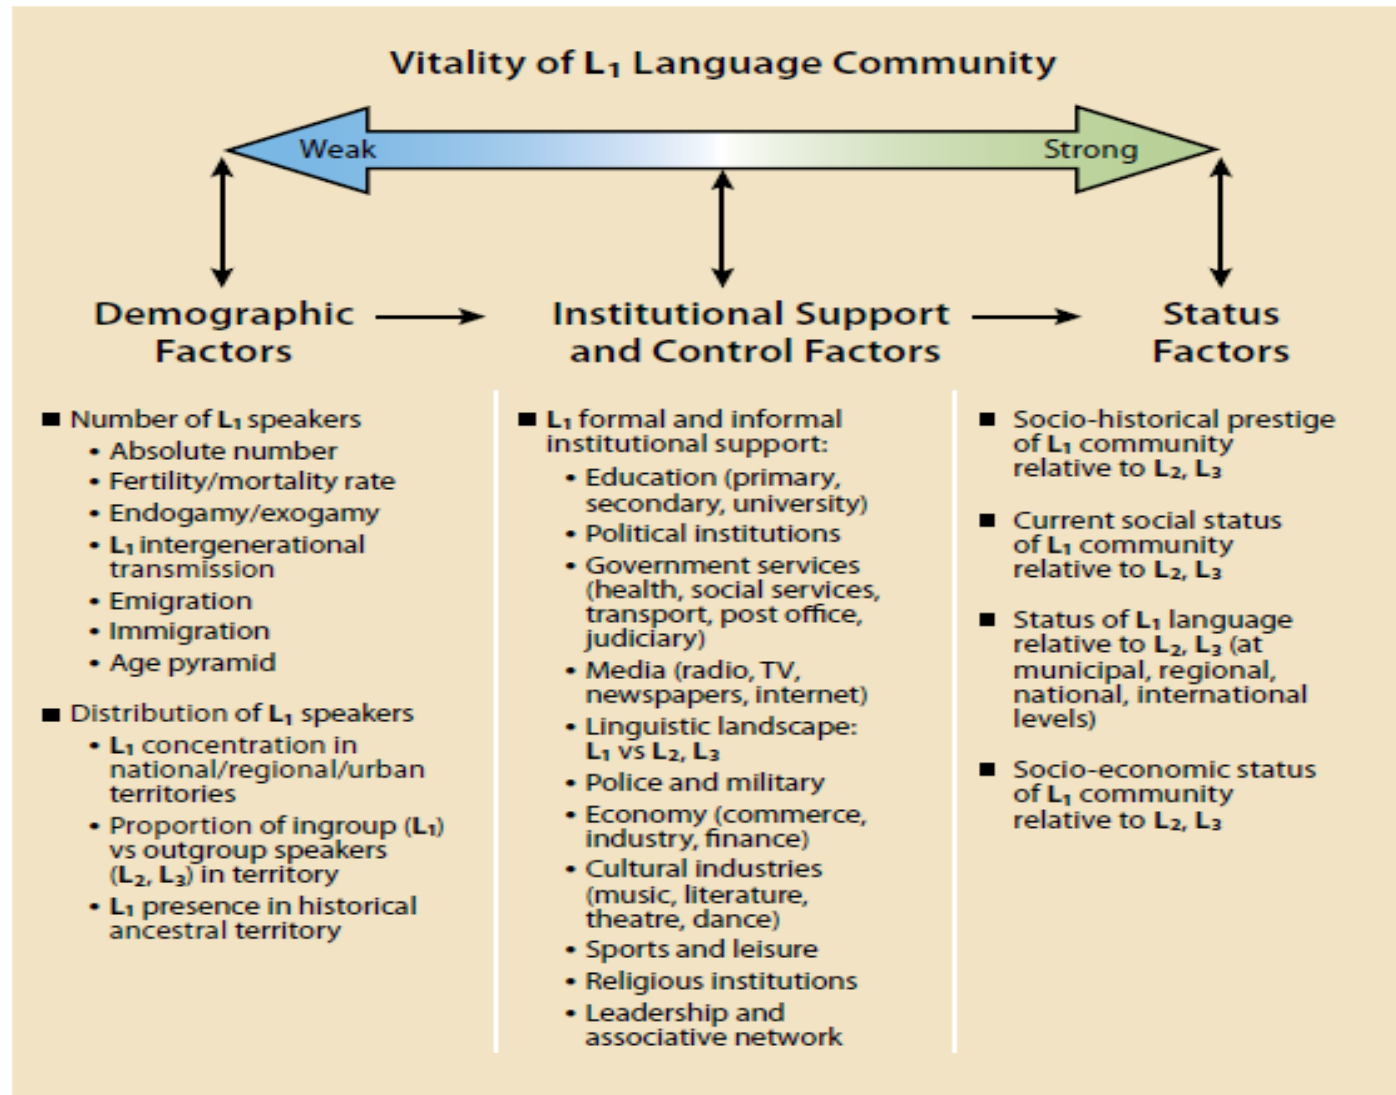 Vitality of L₁ Language Community
Weak
Strong
Demographic
Factors
Institutional Support
and Control Factors
Status
Factors
■ Number of L₁ speakers
• Absolute number
• Fertility/mortality rate
• Endogamy/exogamy
• L₁ intergenerational
transmission
• Emigration
• Immigration
• Age pyramid
■ Distribution of L₁ speakers
• L₁ concentration in
national/regional/urban
territories
• Proportion of ingroup (L₁)
vs outgroup speakers
(L₂, L₃) in territory
• L₁ presence in historical
ancestral territory
■ L₁ formal and informal
institutional support:
• Education (primary,
secondary, university)
• Political institutions
• Government services
(health, social services,
transport, post office,
judiciary)
• Media (radio, TV,
newspapers, internet)
• Linguistic landscape:
L₁ vs L₂, L₃
• Police and military
• Economy (commerce,
industry, finance)
• Cultural industries
(music, literature,
theatre, dance)
• Sports and leisure
• Religious institutions
• Leadership and
associative network
■ Socio-historical prestige
of L₁ community
relative to L₂, L₃
■ Current social status
of L₁ community
relative to L₂, L₃
■ Status of L₁ language
relative to L₂, L₃ (at
municipal, regional,
national, international
levels)
■ Socio-economic status
of L₁ community
relative to L₂, L₃